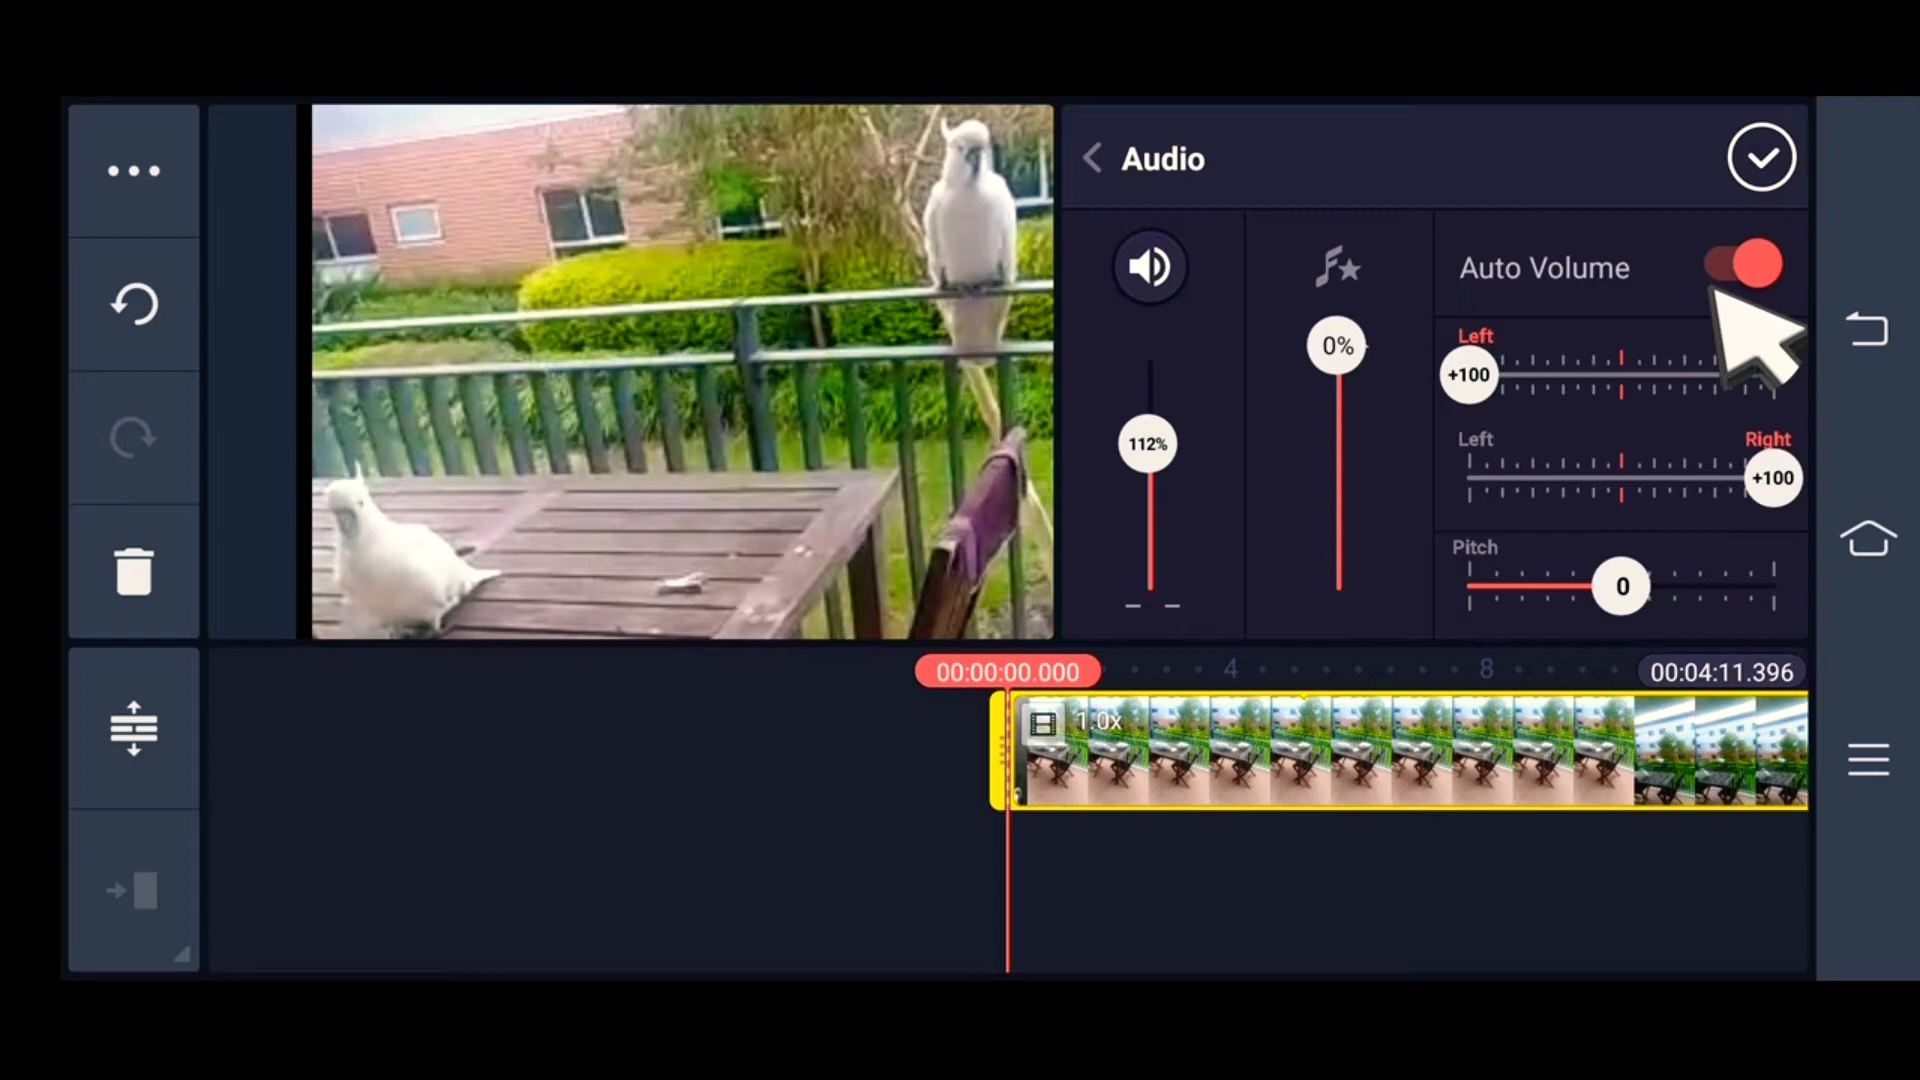 Audio
Auto Volume
0%
Left
+100
112%
Left
Right
+100
Pitch
0
00:00:00.000
4
8
00:04:11.396
1.0x